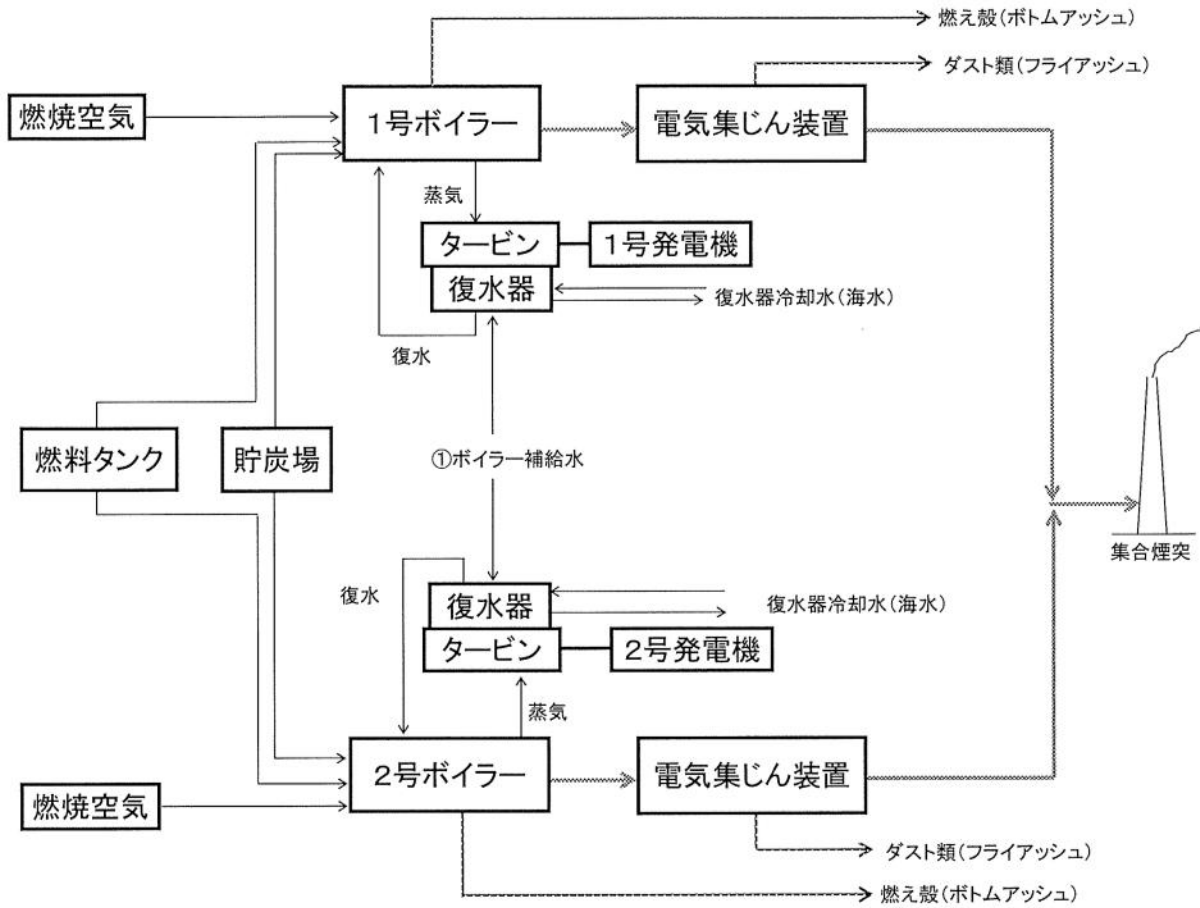 燃え殻(ボトムアッシュ)
ダスト類(フライアッシュ)
燃焼空気
1号ボイラー
電気集じん装置
蒸気
タービン
1号発電機
復水器
復水器冷却水(海水)
復水
燃料タンク
貯炭場
①ボイラー補給水
集合煙突
復水
復水器
復水器冷却水(海水)
タービン
2号発電機
蒸気
2号ボイラー
電気集じん装置
燃焼空気
ダスト類(フライアッシュ)
燃え殻(ボトムアッシュ)